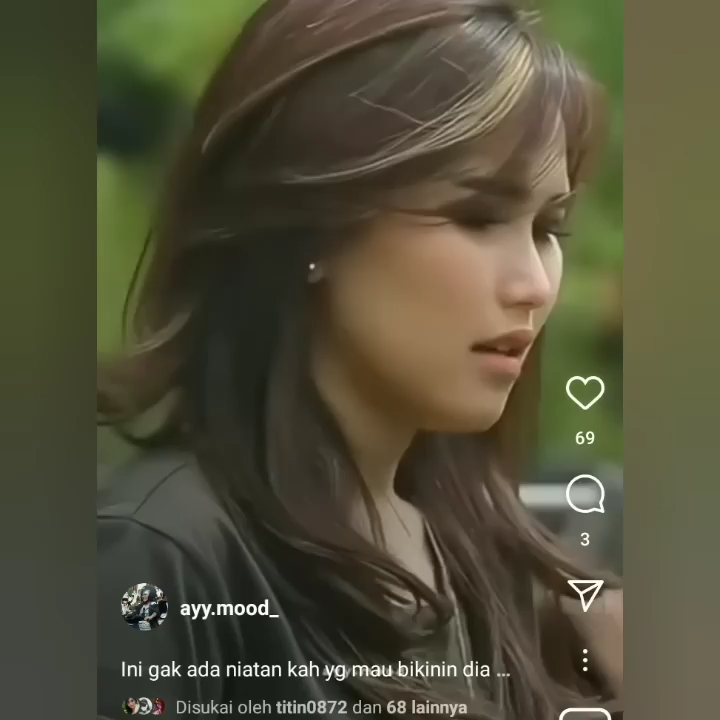 69
3
ayy.mood_
Ini gak ada niatan kah yg mau bikinin dia ...
Disukai oleh titin0872 dan 68 lainnya